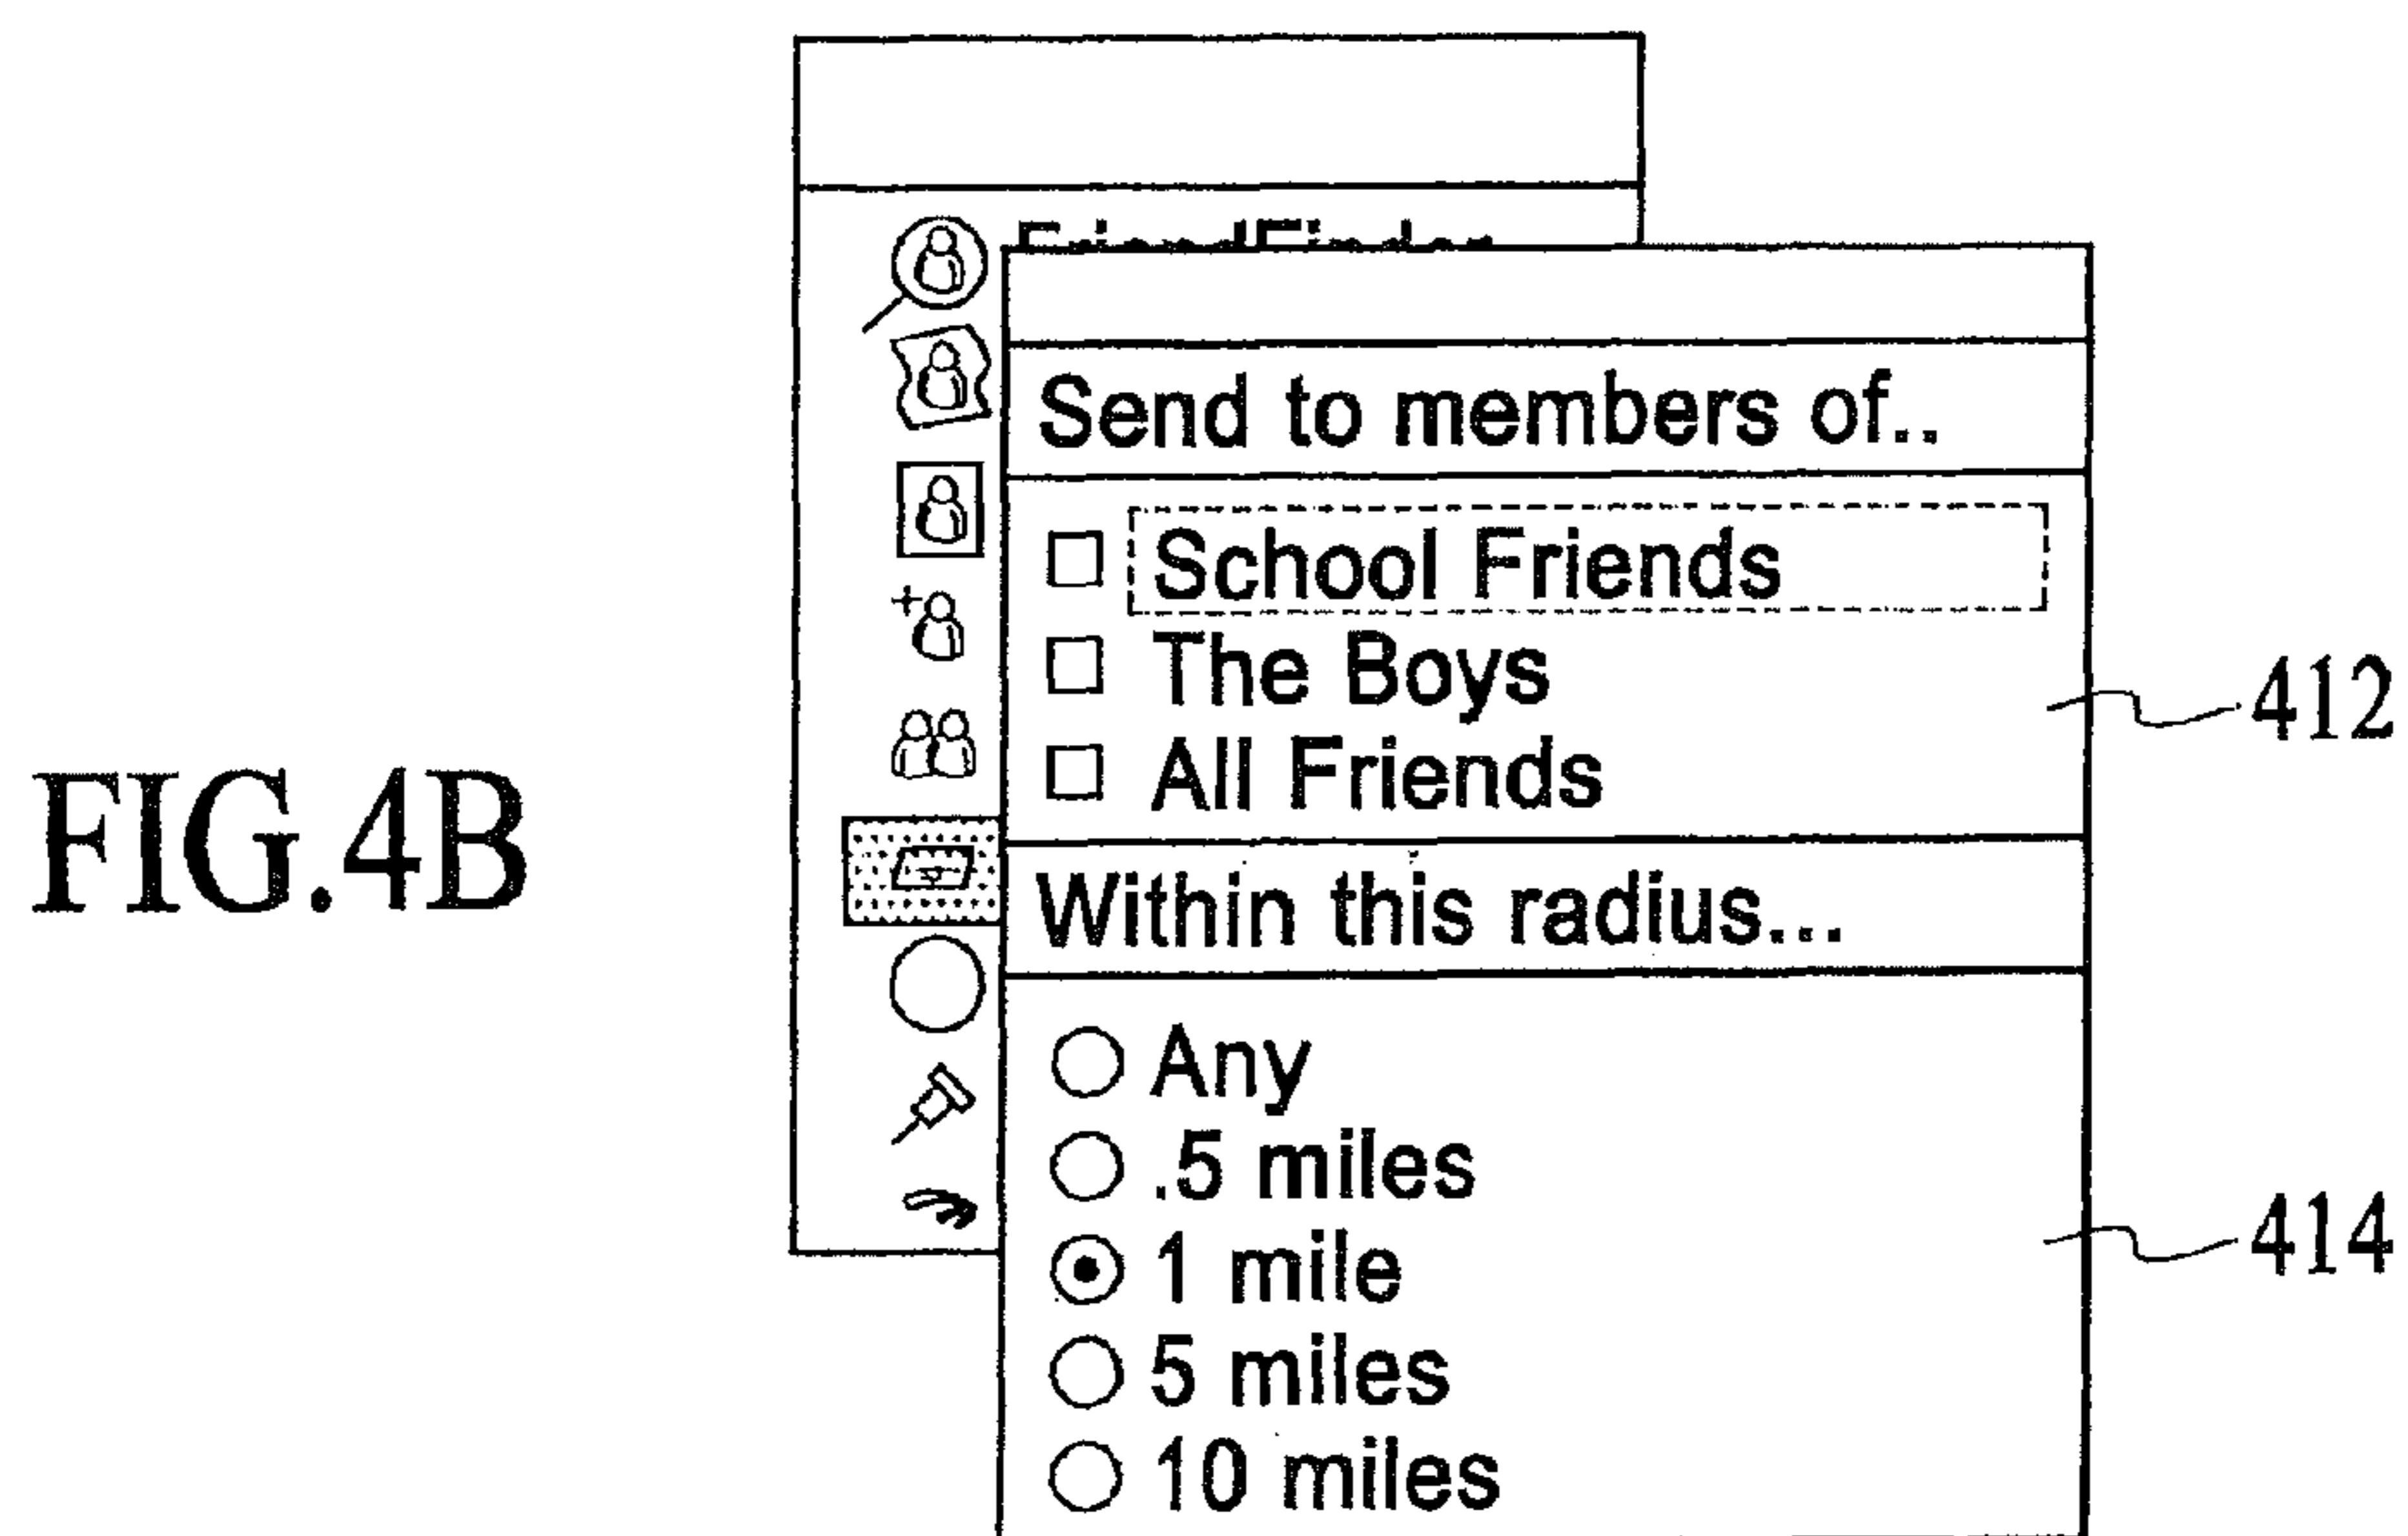 Send to members of..
School Friends
The Boys
412
All Friends
FIG.4B
Within this radius...
Any
.5 miles
1 mile
414
5 miles
10 miles